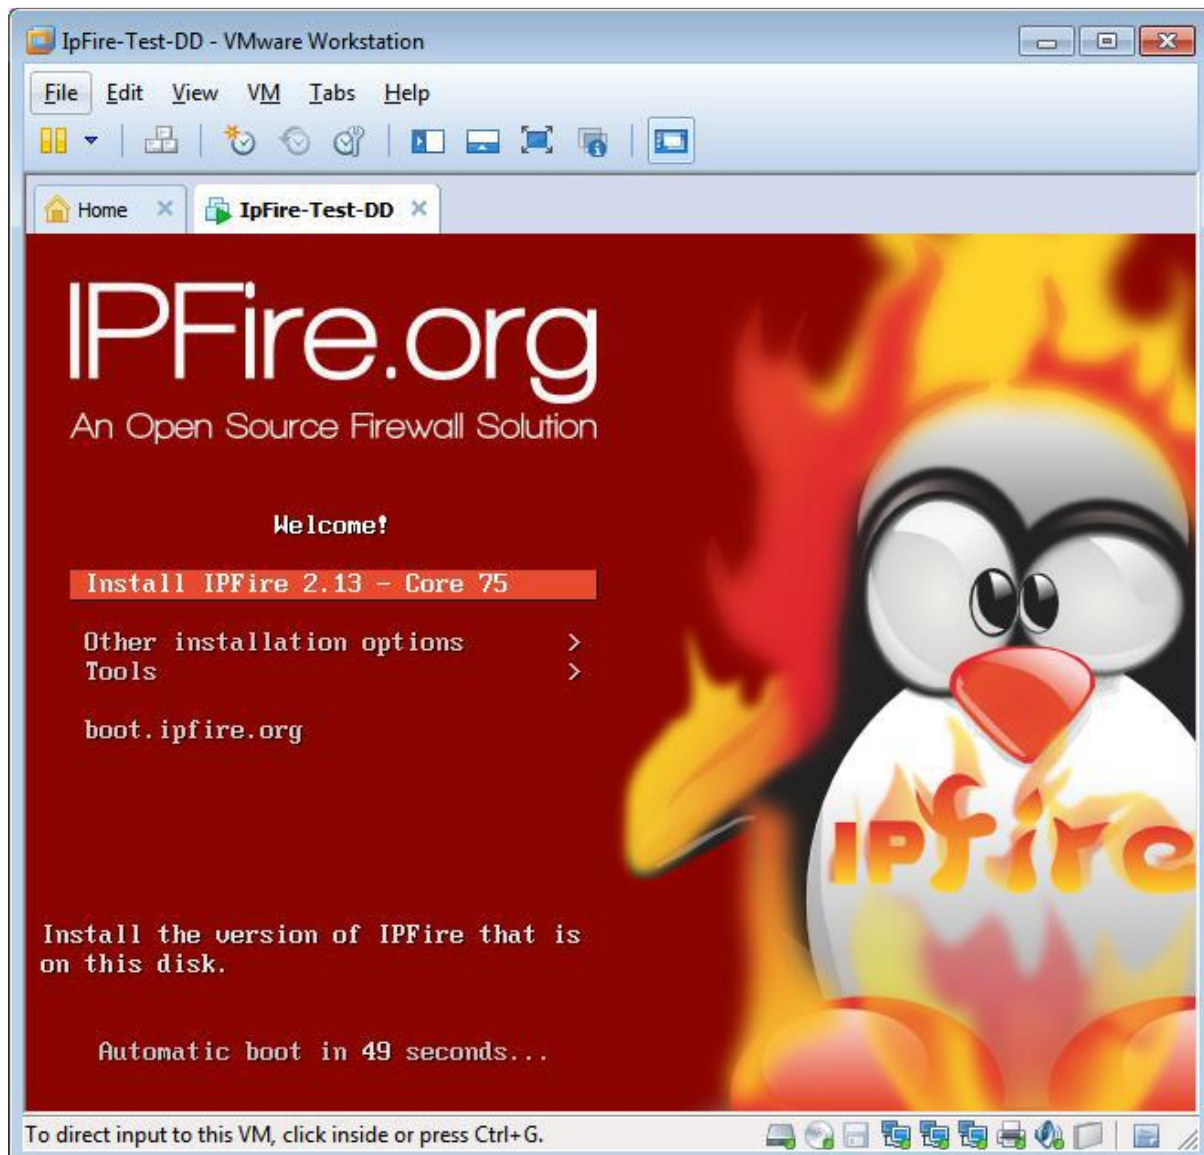 IpFire-Test-DD - VMware Workstation
File Edit View VM Tabs Help
Home IpFire-Test-DD
IPFire.org
An Open Source Firewall Solution
Welcome!
Install IPFire 2.13 - Core 75
Other installation options >
Tools >
boot.ipfire.org
IPfire
Install the version of IPFire that is
on this disk.
Automatic boot in 49 seconds...
To direct input to this VM, click inside or press Ctrl+G.